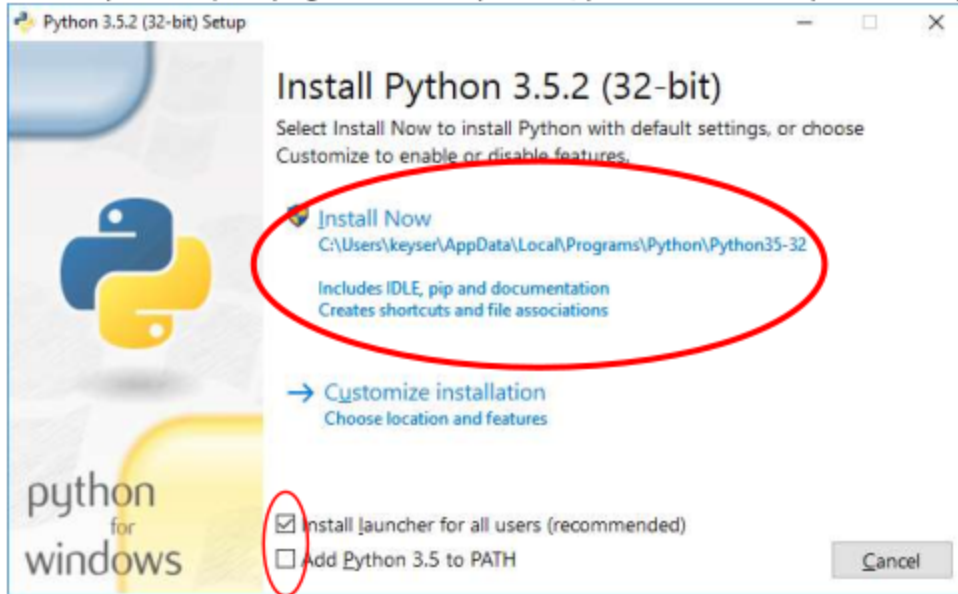 Python 3.5.2 (32-bit) Setup
Install Python 3.5.2 (32-bit)
Select Install Now to install Python with default settings, or choose
Customize to enable or disable features.
Install Now
C:\Users\keyser\AppData\Local\Programs\Python\Python35-32
Includes IDLE, pip and documentation
Creates shortcuts and file associations
Customize installation
Choose location and features
python
for
windows
Install launcher for all users (recommended)
Add Python 3.5 to PATH
Cancel